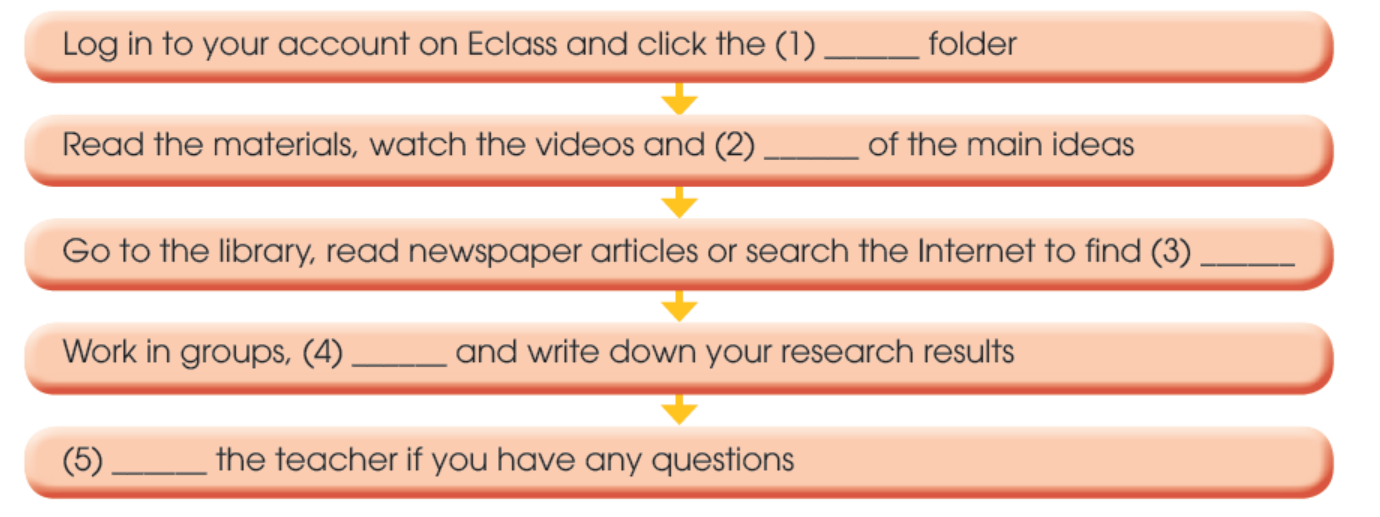 Log in to your account on Eclass and click the (1) ______ folder
Read the materials, watch the videos and (2) ______ of the main ideas
Go to the library, read newspaper articles or search the Internet to find (3) ______
Work in groups, (4) ______ and write down your research results
(5) ______ the teacher if you have any questions